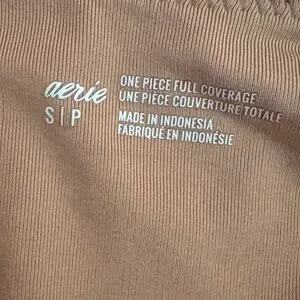 aerie
S|P
ONE PIECE FULL COVERAGE
UNE PIÈCE COUVERTURE TOTALE
MADE IN INDONESIA
FABRIQUÉ EN INDONÉSIE